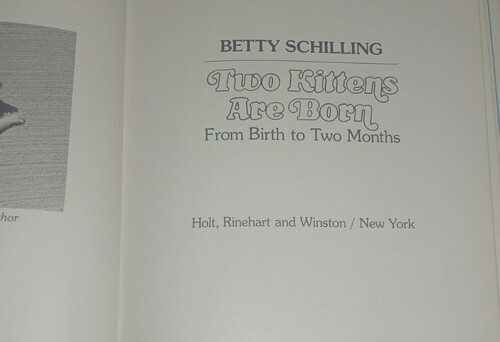 BETTY SCHILLING
Two Kittens
Are Born
From Birth to Two Months
Holt, Rinehart and Winston / New York